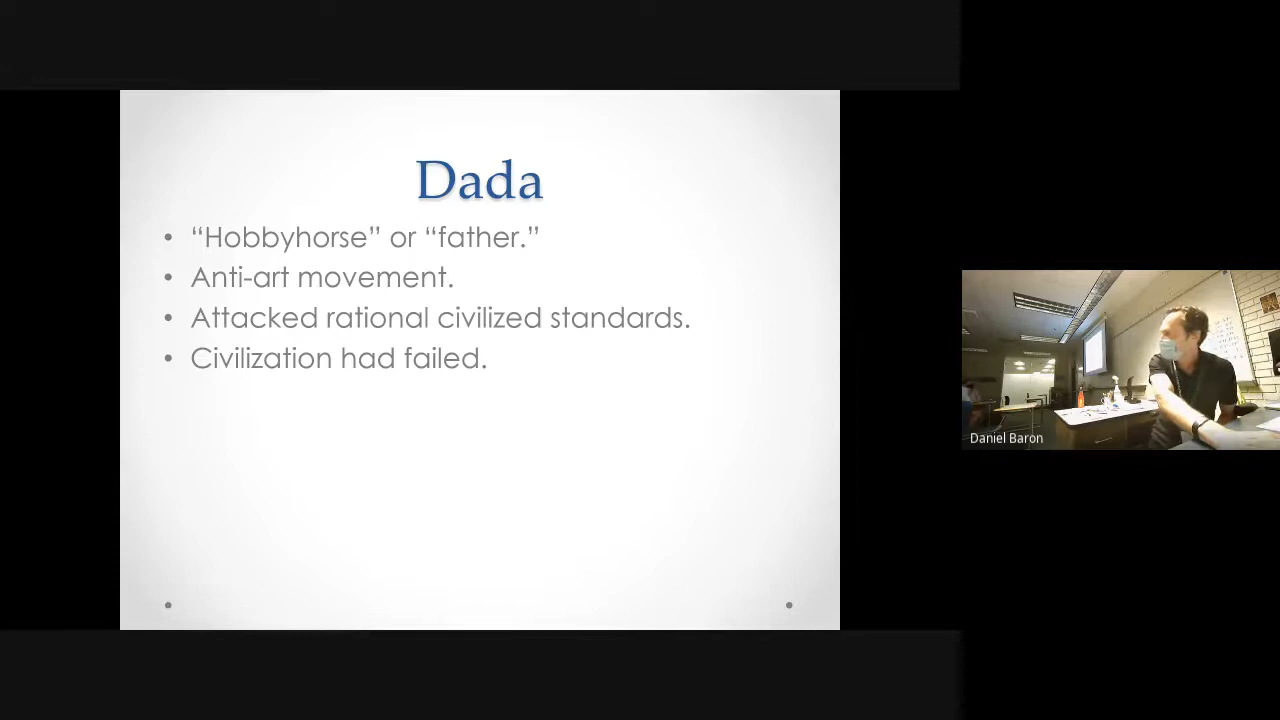 Dada
• “Hobbyhorse” or “father.”
• Anti-art movement.
• Attacked rational civilized standards.
• Civilization had failed.
Daniel Baron